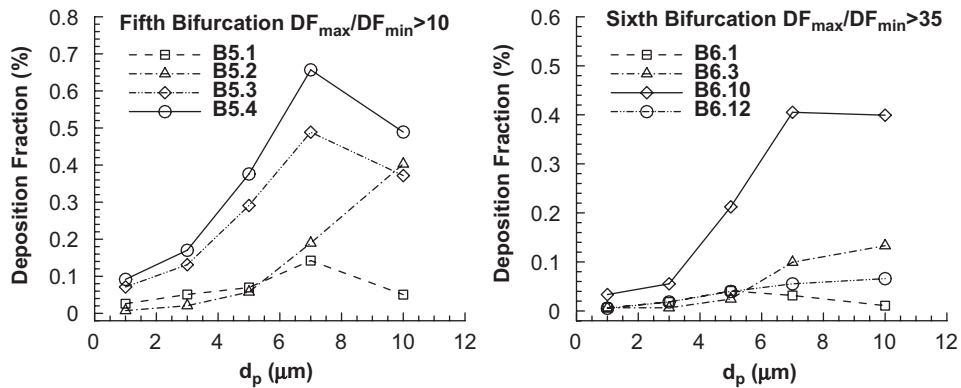 Fifth Bifurcation DFmax/DFmin>10
B5.1
B5.2
B5.3
B5.4
Deposition Fraction (%)
0.8
0.7
0.6
0.5
0.4
0.3
0.2
0.1
0
0 2 4 6 8 10 12
dp (μm)
Sixth Bifurcation DFmax/DFmin>35
B6.1
B6.3
B6.10
B6.12
Deposition Fraction (%)
0.6
0.5
0.4
0.3
0.2
0.1
0.0
0 2 4 6 8 10 12
dp (μm)